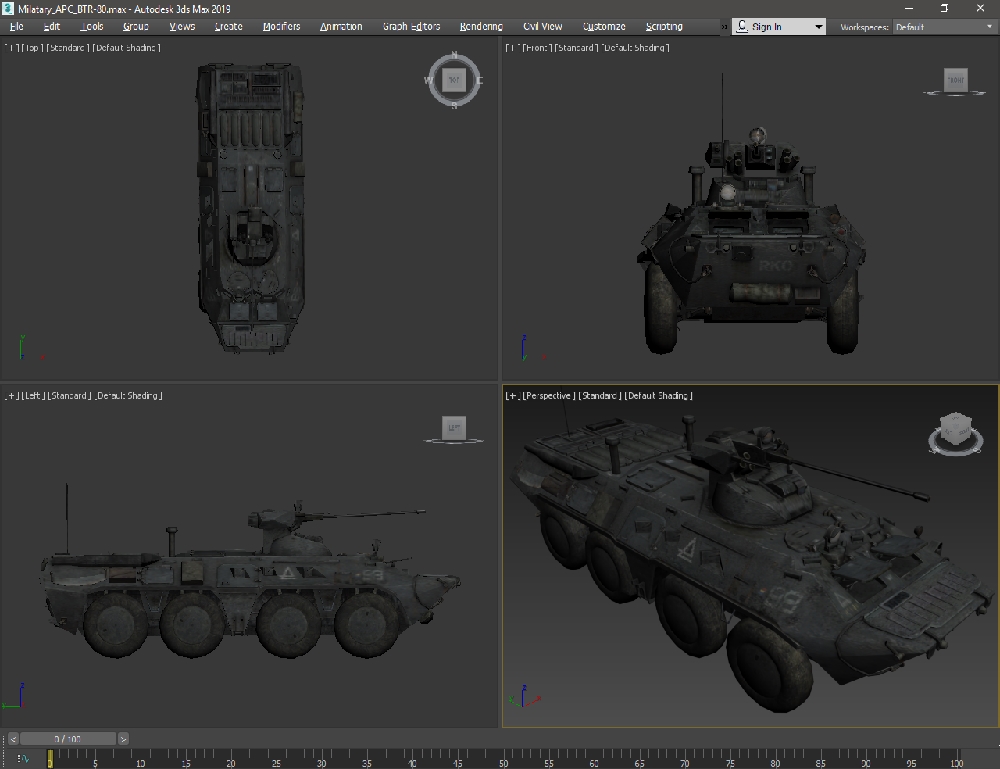 Milatary_APC_BTR-80.max - Autodesk 3ds Max 2019
File Edit Tools Group Views Create Modifiers Animation Graph Editors Rendering Civil View Customize Scripting » Sign In Workspaces: Default
[+] [Top] [Standard] [Default Shading]
[+] [Front] [Standard] [Default Shading]
N
W TOP E
S
FRONT
z
[+] [Left] [Standard] [Default Shading]
[+] [Perspective] [Standard] [Default Shading]
LEFT
z
z
< 0 / 100 >
0 5 10 15 20 25 30 35 40 45 50 55 60 65 70 75 80 85 90 95 100